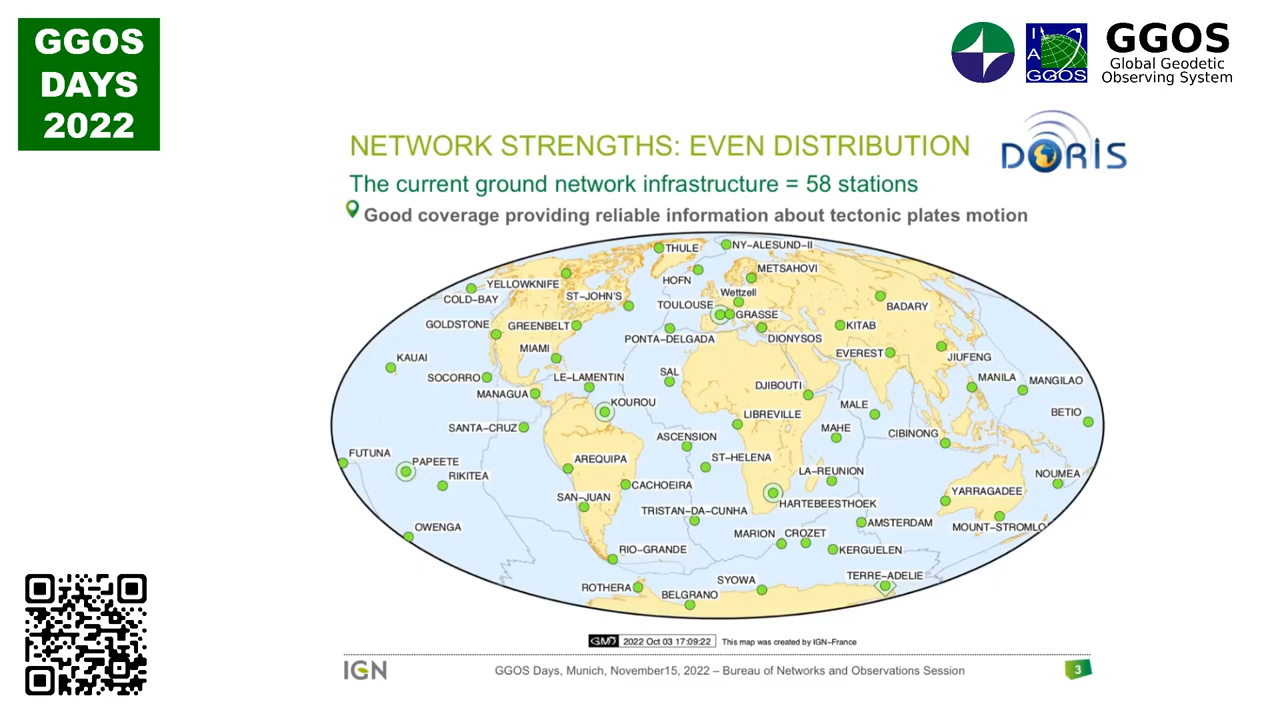 GGOS
DAYS
2022
I
A
G
GGOS
GGOS
Global Geodetic
Observing System
NETWORK STRENGTHS: EVEN DISTRIBUTION
DORIS
The current ground network infrastructure = 58 stations
Good coverage providing reliable information about tectonic plates motion
THULE
NY-ALESUND-II
YELLOWKNIFE
HOFN
METSAHOVI
COLD-BAY
ST-JOHN'S
Wettzell
TOULOUSE
GRASSE
BADARY
GOLDSTONE
GREENBELT
PONTA-DELGADA
DIONYSOS
KITAB
MIAMI
EVEREST
JIUFENG
KAUAI
SOCORRO
LE-LAMENTIN
SAL
DJIBOUTI
MANILA
MANGILAO
MANAGUA
KOUROU
LIBREVILLE
MALE
BETIO
SANTA-CRUZ
ASCENSION
MAHE
CIBINONG
FUTUNA
PAPEETE
AREQUIPA
ST-HELENA
LA-REUNION
NOUMEA
RIKITEA
CACHOEIRA
YARRAGADEE
SAN-JUAN
HARTEBEESTHOEK
TRISTAN-DA-CUNHA
OWENGA
AMSTERDAM
MOUNT-STROMLO
MARION
CROZET
RIO-GRANDE
KERGUELEN
ROTHERA
SYOWA
TERRE-ADELIE
BELGRANO
GMD 2022 Oct 03 17:09:22 This map was created by IGN-France
IGN
GGOS Days, Munich, November15, 2022 – Bureau of Networks and Observations Session
3